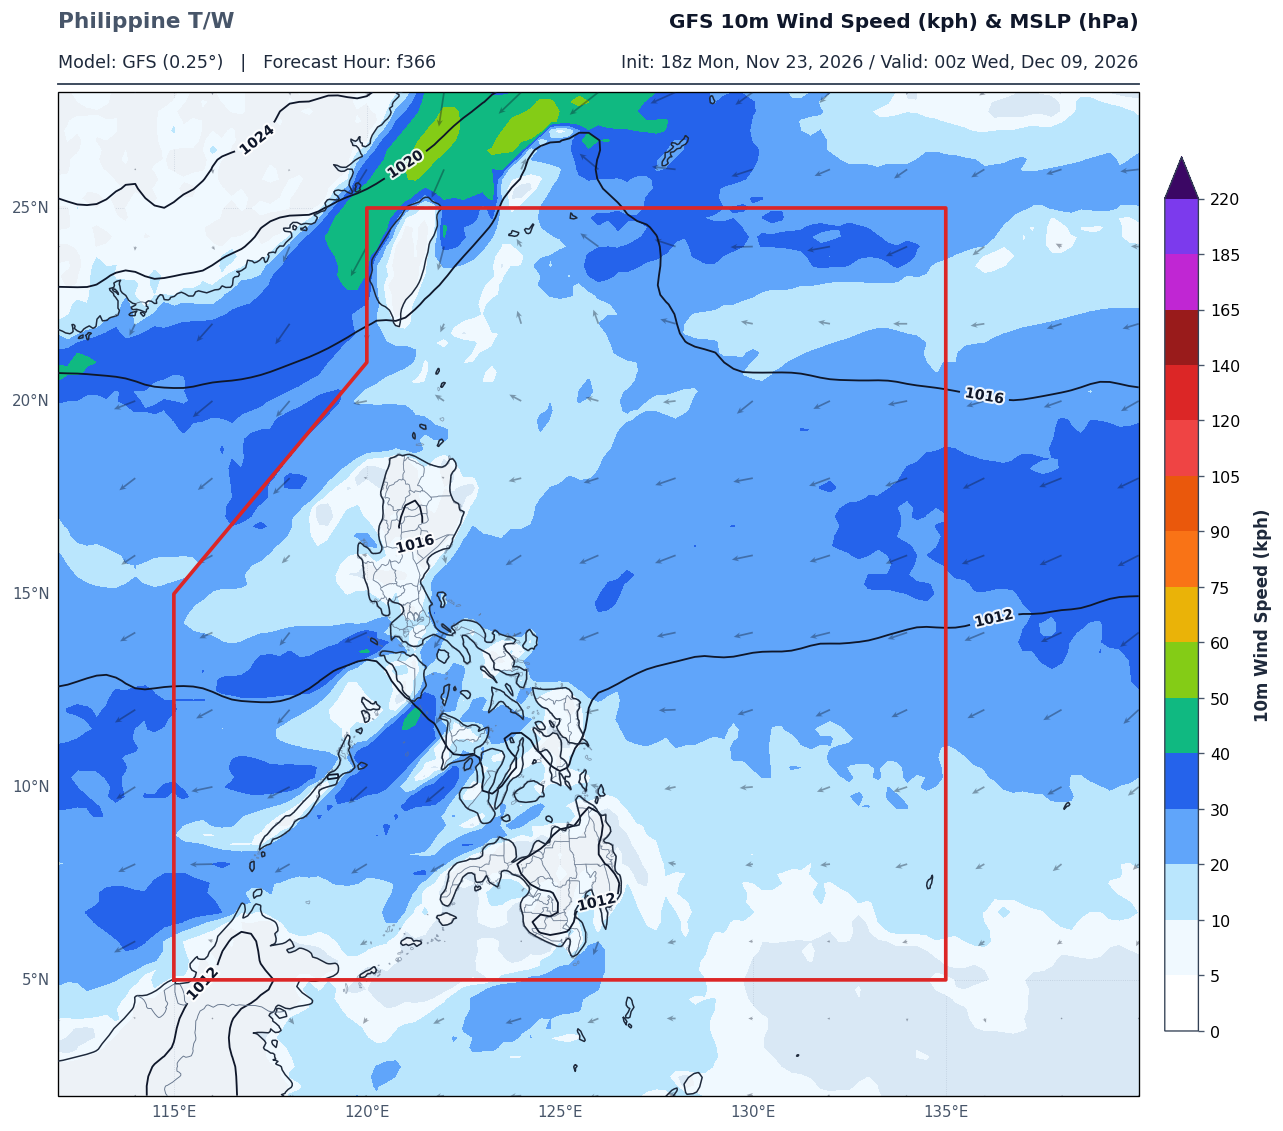 Philippine T/W
GFS 10m Wind Speed (kph) & MSLP (hPa)
Model: GFS (0.25°) | Forecast Hour: f366
Init: 18z Mon, Nov 23, 2026 / Valid: 00z Wed, Dec 09, 2026
1024
1020
1016
1016
1012
1012
1012
25°N
20°N
15°N
10°N
5°N
115°E
120°E
125°E
130°E
135°E
220
185
165
140
120
105
90
75
60
50
40
30
20
10
5
0
10m Wind Speed (kph)